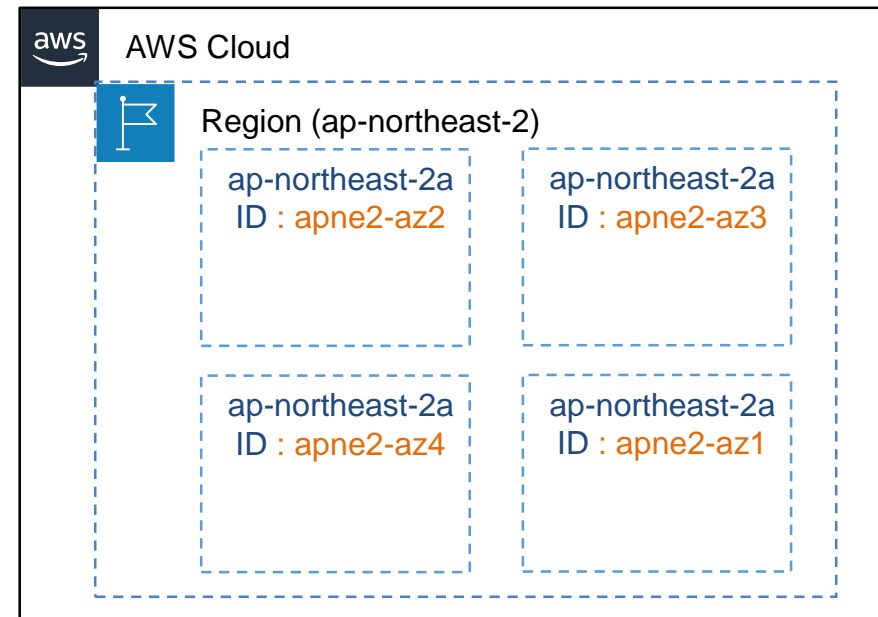 aws
AWS Cloud
Region (ap-northeast-2)
ap-northeast-2a
ID : apne2-az2
ap-northeast-2a
ID : apne2-az3
ap-northeast-2a
ID : apne2-az4
ap-northeast-2a
ID : apne2-az1